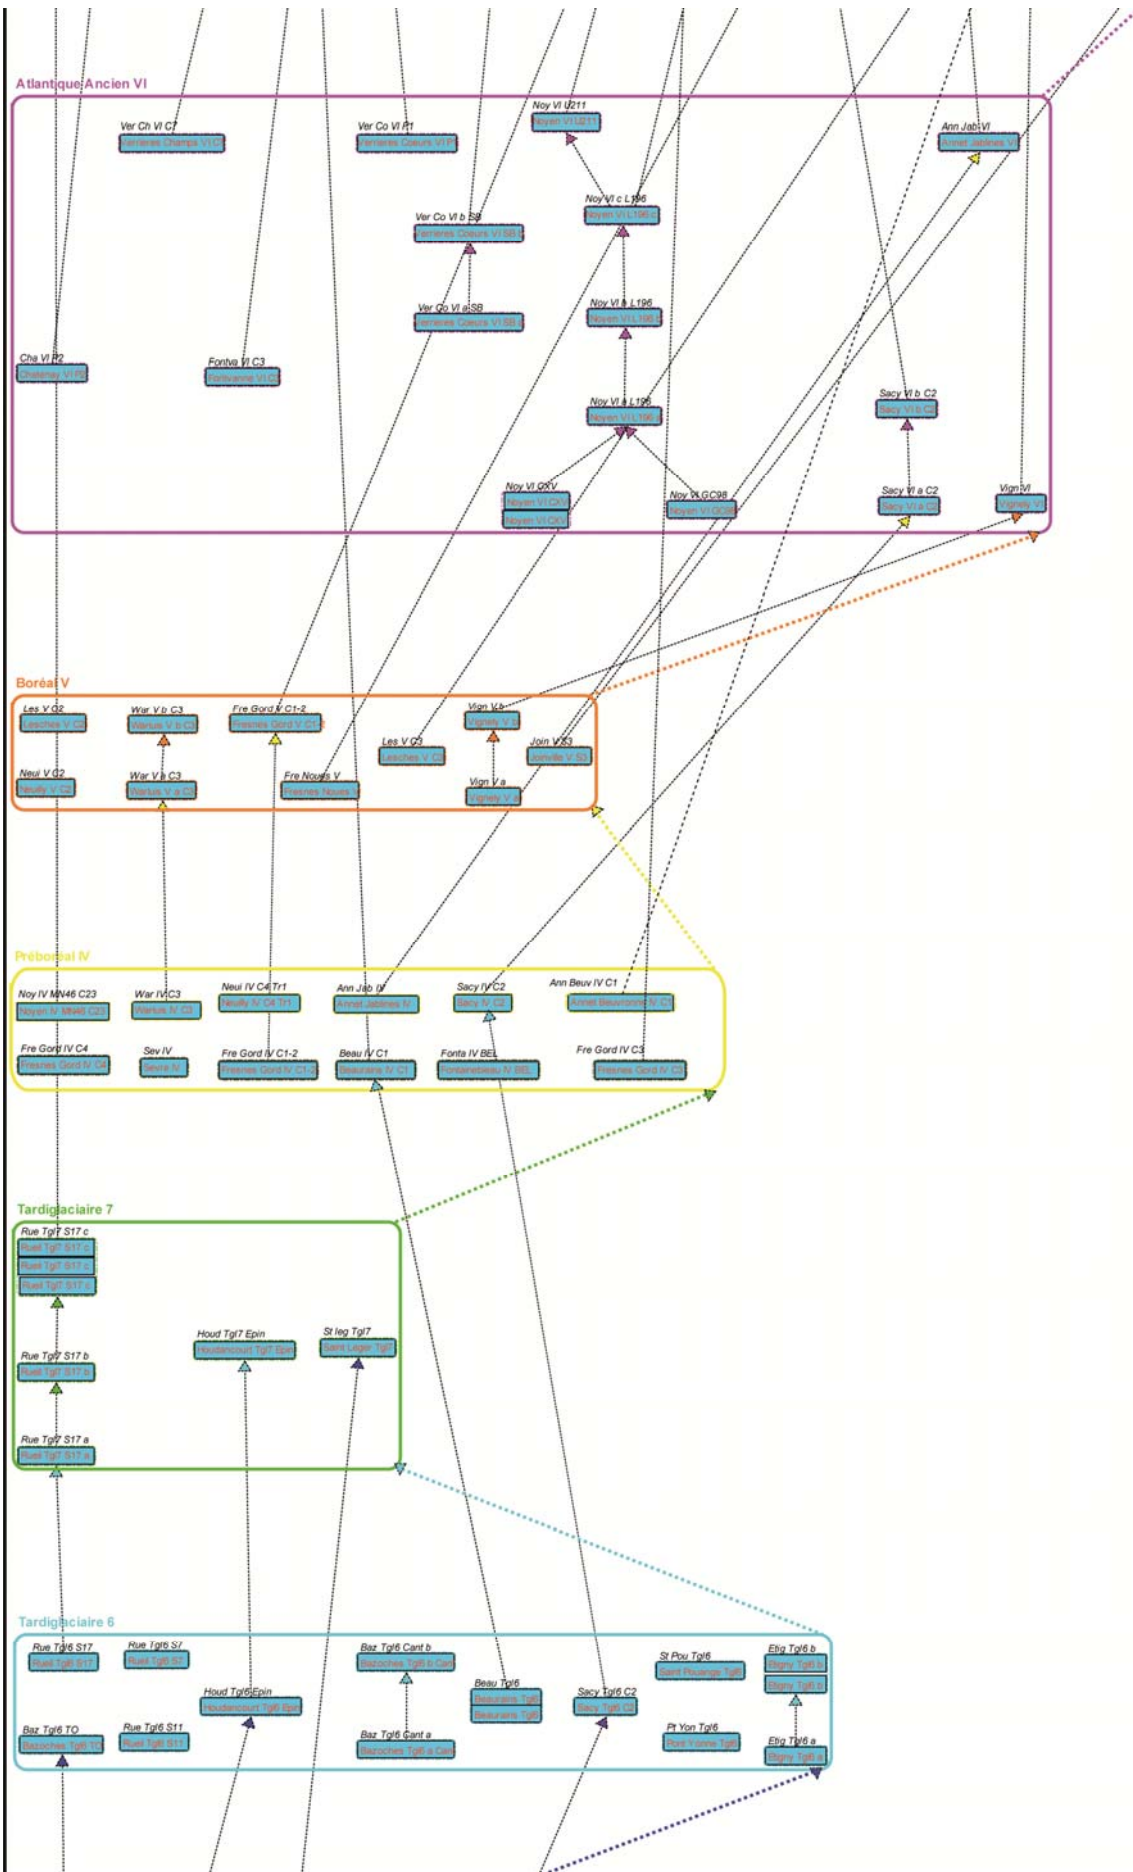 Atlantique Ancien VI
Noy VI U211
Noyen VI U211
Ver Ch VI C7
Verrieres Champs VI C7
Ver Co VI P1
Verrieres Coeurs VI P1
Ann Jab VI
Annet Jablines VI
Noy VI c L196
Noyen VI L196 c
Ver Co VI b SB
Verrieres Coeurs VI SB b
Noy VI b L196
Noyen VI L196 b
Ver Co VI a SB
Verrieres Coeurs VI SB a
Cha VI P2
Chatenay VI P2
Fontva VI C3
Fontvanne VI C3
Noy VI a L196
Noyen VI L196 a
Sacy VI b C2
Sacy VI b C2
Noy VI CXV
Noyen VI CXV
Noyen VI CXV
Noy VI GC98
Noyen VI GC98
Sacy VI a C2
Sacy VI a C2
Vign VI
Vignely VI
Boréal V
Les V C2
Lesches V C2
War V b C3
Warluis V b C3
Fre Gord V C1-2
Fresnes Gord V C1-2
Vign V b
Vignely V b
Les V C3
Lesches V C3
Join V S3
Joinville V S3
Neui V C2
Neuilly V C2
War V a C3
Warluis V a C3
Fre Noues V
Fresnes Noues V
Vign V a
Vignely V a
Préboréal IV
Noy IV MN46 C23
Noyen IV MN46 C23
War IV C3
Warluis IV C3
Neui IV C4 Tr1
Neuilly IV C4 Tr1
Ann Jab IV
Annet Jablines IV
Sacy IV C2
Sacy IV C2
Ann Beuv IV C1
Annet Beuvronne IV C1
Fre Gord IV C4
Fresnes Gord IV C4
Sev IV
Sevra IV
Fre Gord IV C1-2
Fresnes Gord IV C1-2
Beau IV C1
Beaurains IV C1
Fonta IV BEL
Fontainebleau IV BEL
Fre Gord IV C3
Fresnes Gord IV C3
Tardiglaciaire 7
Rue Tgl7 S17 c
Rueil Tgl7 S17 c
Rueil Tgl7 S17 c
Rueil Tgl7 S17 c
Houd Tgl7 Epin
Houdancourt Tgl7 Epin
St leg Tgl7
Saint Leger Tgl7
Rue Tgl7 S17 b
Rueil Tgl7 S17 b
Rue Tgl7 S17 a
Rueil Tgl7 S17 a
Tardiglaciaire 6
Rue Tgl6 S17
Rueil Tgl6 S17
Rue Tgl6 S7
Rueil Tgl6 S7
Baz Tgl6 Cant b
Bazoches Tgl6 b Cant
St Pou Tgl6
Saint Pouange Tgl6
Etig Tgl6 b
Etigny Tgl6 b
Etigny Tgl6 b
Houd Tgl6 Epin
Houdancourt Tgl6 Epin
Beau Tgl6
Beaurains Tgl6
Beaurains Tgl6
Sacy Tgl6 C2
Sacy Tgl6 C2
Baz Tgl6 TO
Bazoches Tgl6 TO
Rue Tgl6 S11
Rueil Tgl6 S11
Baz Tgl6 Cant a
Bazoches Tgl6 a Cant
Pt Yon Tgl6
Pont Yonne Tgl6
Etig Tgl6 a
Etigny Tgl6 a